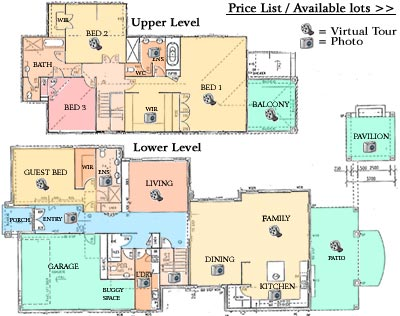 Price List / Available lots >>
Upper Level
= Virtual Tour
= Photo
WIR
BED 2
ENS
BATH
WC
BED 3
WIR
BED 1
BALCONY
PAVILION
Lower Level
GUEST BED
WIR
ENS
LIVING
PORCH
ENTRY
FAMILY
GARAGE
DINING
PATIO
L'DRY
BUGGY
SPACE
KITCHEN